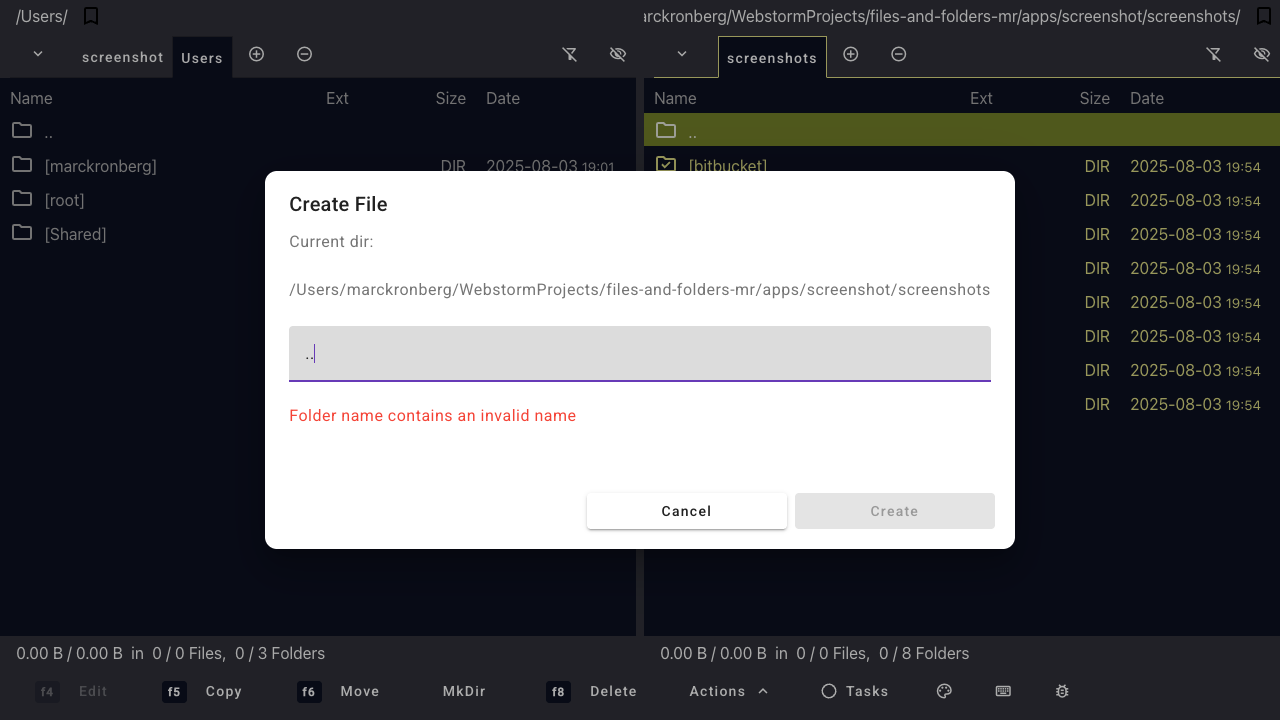 /Users/
arckronberg/WebstormProjects/files-and-folders-mr/apps/screenshot/screenshots/
screenshot Users
screenshots
Name Ext Size Date
Name Ext Size Date
..
[marckronberg] DIR 2025-08-03 19:01
[root]
[Shared]
..
[bitbucket] DIR 2025-08-03 19:54
DIR 2025-08-03 19:54
DIR 2025-08-03 19:54
DIR 2025-08-03 19:54
DIR 2025-08-03 19:54
DIR 2025-08-03 19:54
DIR 2025-08-03 19:54
DIR 2025-08-03 19:54
Create File
Current dir:
/Users/marckronberg/WebstormProjects/files-and-folders-mr/apps/screenshot/screenshots
..
Folder name contains an invalid name
Cancel Create
0.00 B / 0.00 B in 0 / 0 Files, 0 / 3 Folders
0.00 B / 0.00 B in 0 / 0 Files, 0 / 8 Folders
f4 Edit f5 Copy f6 Move MkDir f8 Delete Actions Tasks